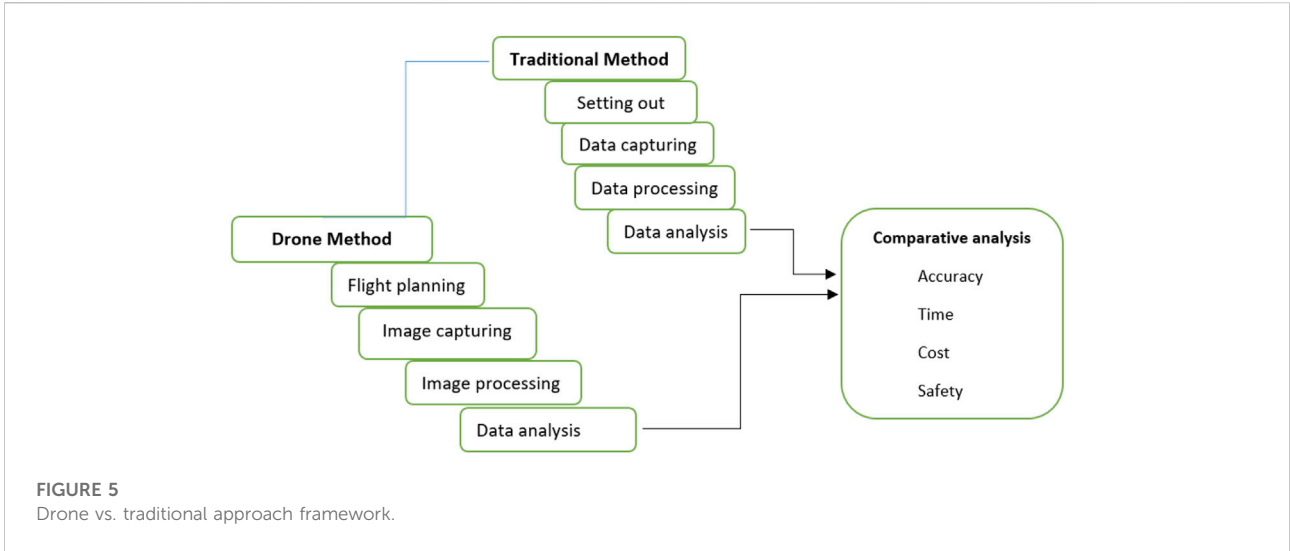 Traditional Method
Setting out
Data capturing
Data processing
Data analysis
Drone Method
Flight planning
Image capturing
Image processing
Data analysis
Comparative analysis
Accuracy
Time
Cost
Safety
FIGURE 5
Drone vs. traditional approach framework.